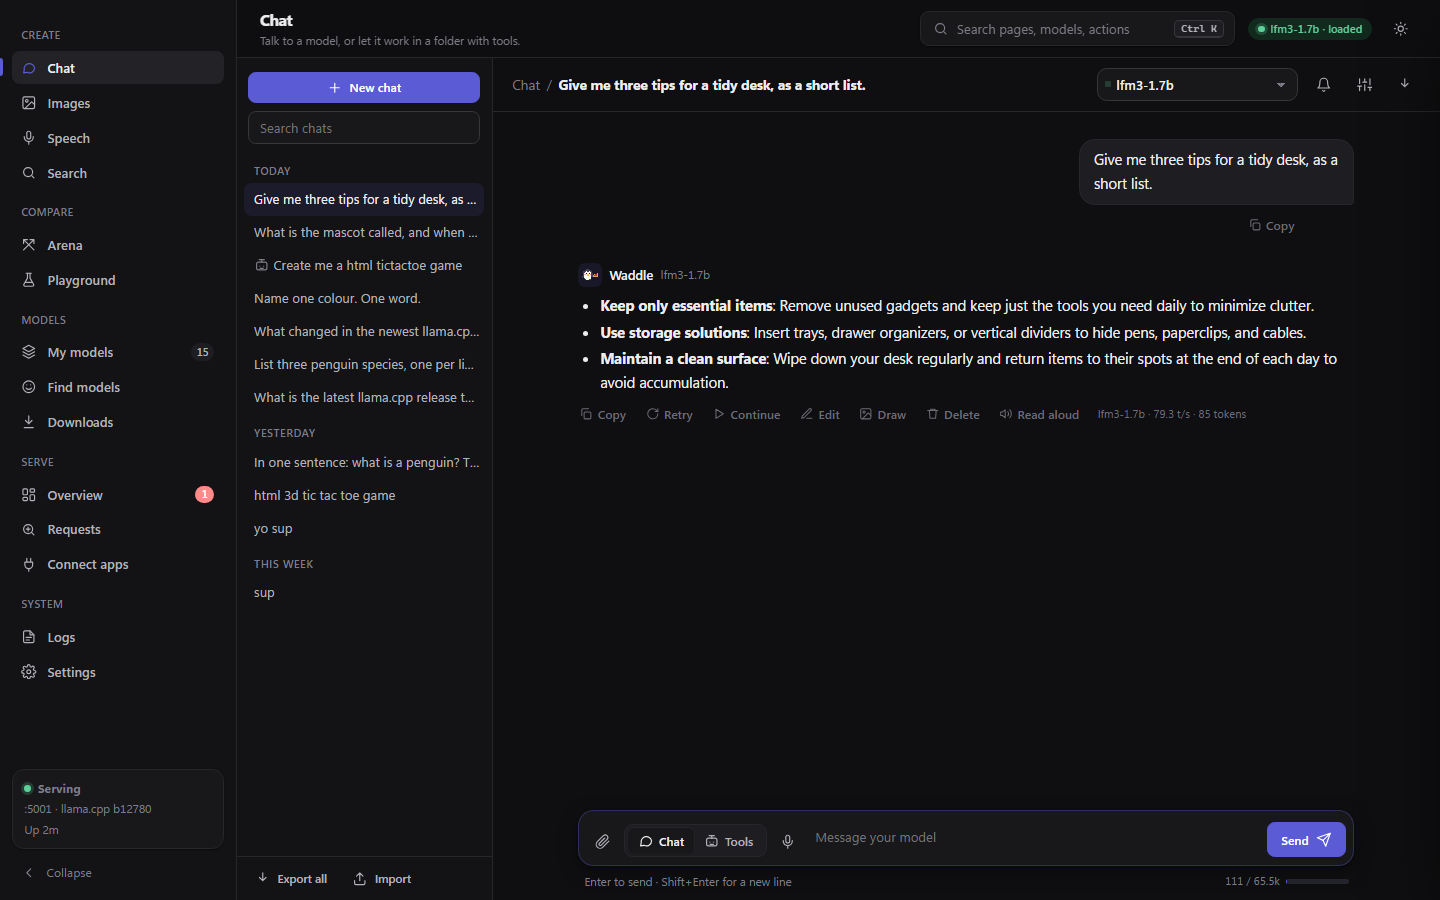 CREATE
Chat
Images
Speech
Search
COMPARE
Arena
Playground
MODELS
My models 15
Find models
Downloads
SERVE
Overview 1
Requests
Connect apps
SYSTEM
Logs
Settings
Serving
:5001 · llama.cpp b12780
Up 2m
Collapse
Chat
Talk to a model, or let it work in a folder with tools.
Search pages, models, actions Ctrl K
lfm3-1.7b · loaded
New chat
Search chats
TODAY
Give me three tips for a tidy desk, as ...
What is the mascot called, and when ...
Create me a html tictactoe game
Name one colour. One word.
What changed in the newest llama.cp...
List three penguin species, one per li...
What is the latest llama.cpp release t...
YESTERDAY
In one sentence: what is a penguin? T...
html 3d tic tac toe game
yo sup
THIS WEEK
sup
Export all
Import
Chat / Give me three tips for a tidy desk, as a short list.
lfm3-1.7b
Give me three tips for a tidy desk, as a
short list.
Copy
Waddle lfm3-1.7b
• Keep only essential items: Remove unused gadgets and keep just the tools you need daily to minimize clutter.
• Use storage solutions: Insert trays, drawer organizers, or vertical dividers to hide pens, paperclips, and cables.
• Maintain a clean surface: Wipe down your desk regularly and return items to their spots at the end of each day to
avoid accumulation.
Copy Retry Continue Edit Draw Delete Read aloud lfm3-1.7b · 79.3 t/s · 85 tokens
Chat Tools Message your model Send
Enter to send · Shift+Enter for a new line
111 / 65.5k